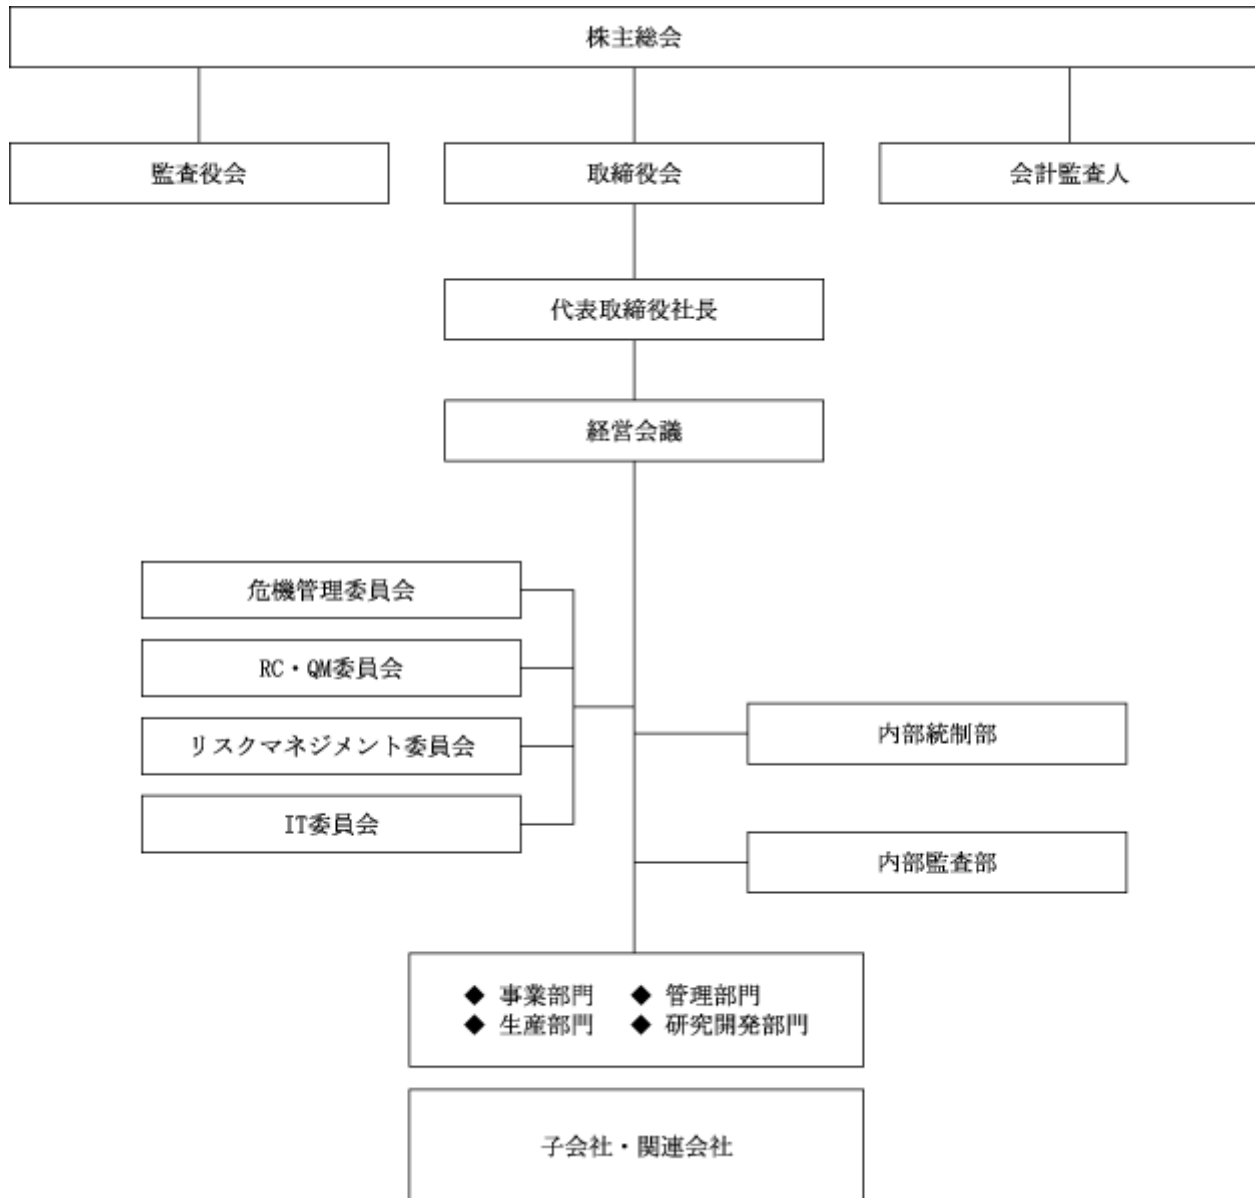 株主総会
監査役会
取締役会
会計監査人
代表取締役社長
経営会議
危機管理委員会
RC・QM委員会
リスクマネジメント委員会
IT委員会
内部統制部
内部監査部
◆ 事業部門 ◆ 管理部門
◆ 生産部門 ◆ 研究開発部門
子会社・関連会社